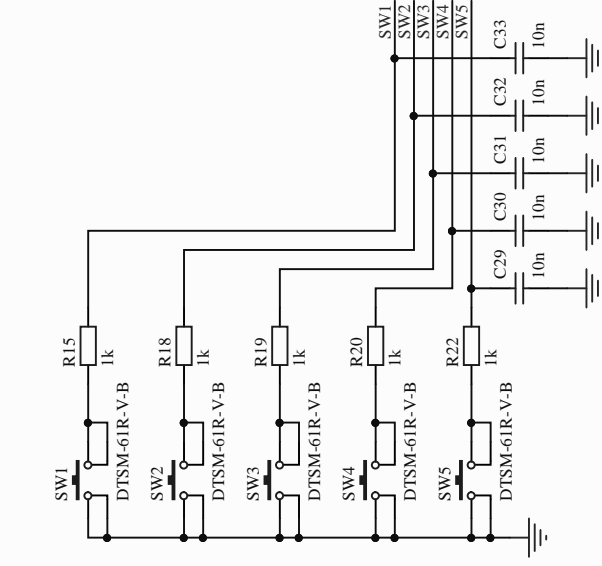 SW1
SW2
SW3
SW4
SW5
C33
10n
C32
10n
C31
10n
C30
10n
C29
10n
R15
1k
R18
1k
R19
1k
R20
1k
R22
1k
SW1
DTSM-61R-V-B
SW2
DTSM-61R-V-B
SW3
DTSM-61R-V-B
SW4
DTSM-61R-V-B
SW5
DTSM-61R-V-B